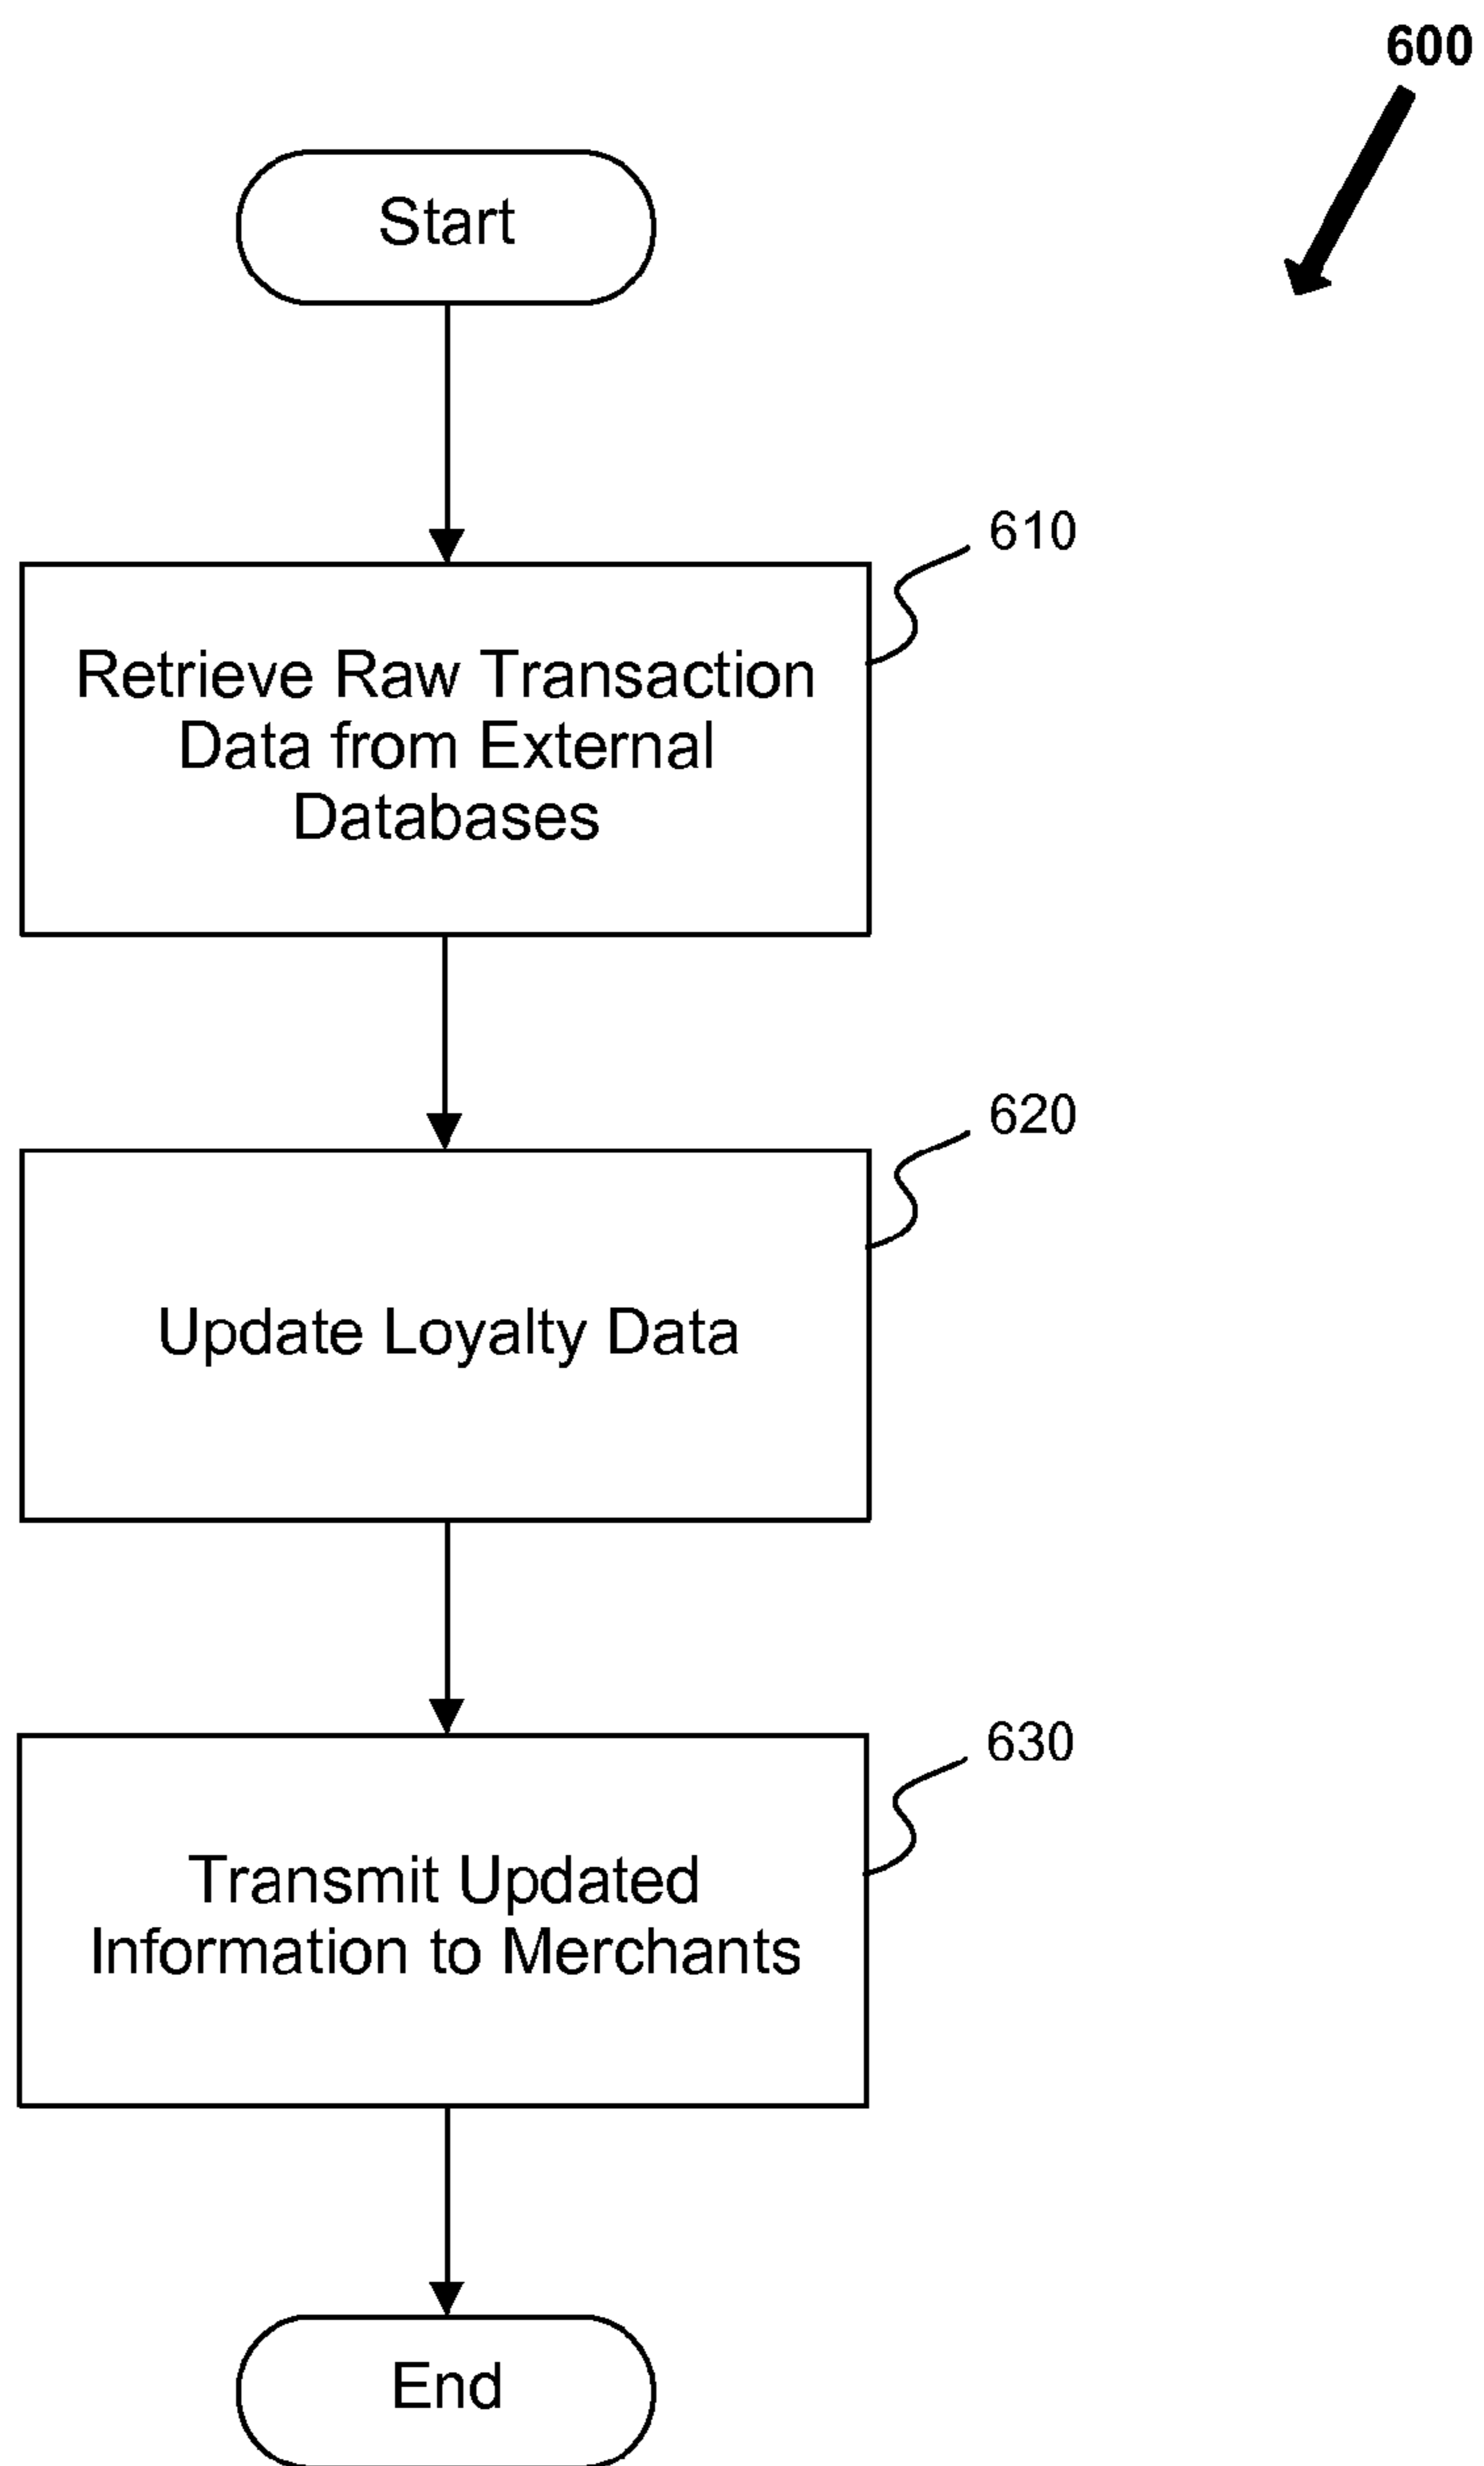 600
Start
610
Retrieve Raw Transaction
Data from External
Databases
620
Update Loyalty Data
630
Transmit Updated
Information to Merchants
End